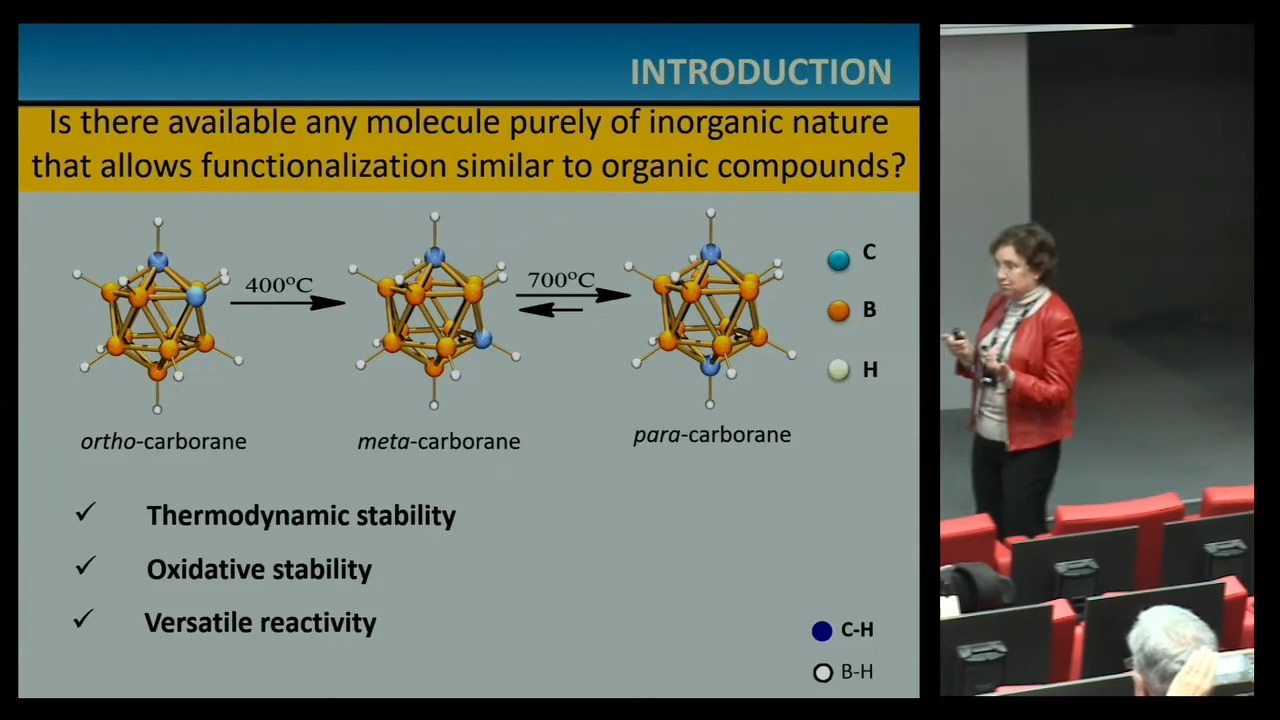 INTRODUCTION
Is there available any molecule purely of inorganic nature
that allows functionalization similar to organic compounds?
400ºC
700ºC
C
B
H
ortho-carborane
meta-carborane
para-carborane
✓ Thermodynamic stability
✓ Oxidative stability
✓ Versatile reactivity
C-H
B-H